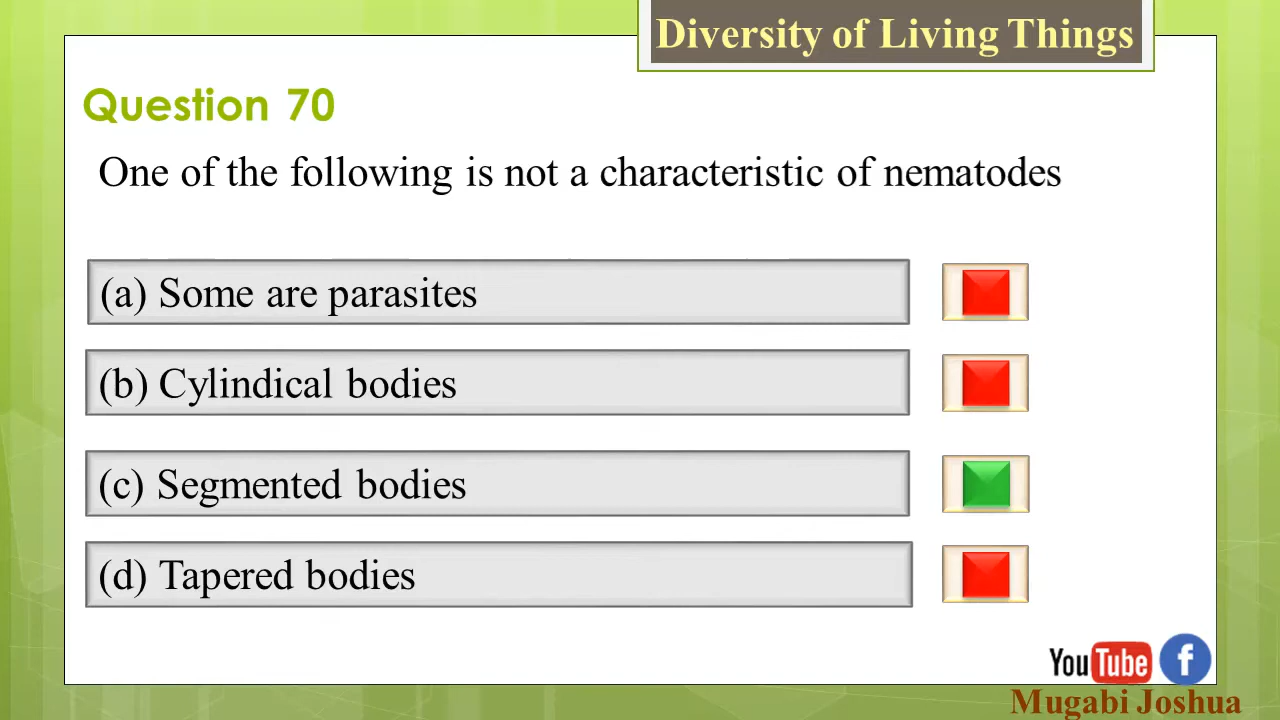 Diversity of Living Things
Question 70
One of the following is not a characteristic of nematodes
(a) Some are parasites
(b) Cylindical bodies
(c) Segmented bodies
(d) Tapered bodies
YouTube f
Mugabi Joshua